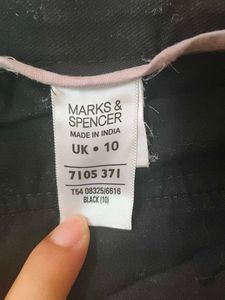 MARKS &
SPENCER
MADE IN INDIA
UK • 10
7105 371
T54 08325/6616
BLACK (10)